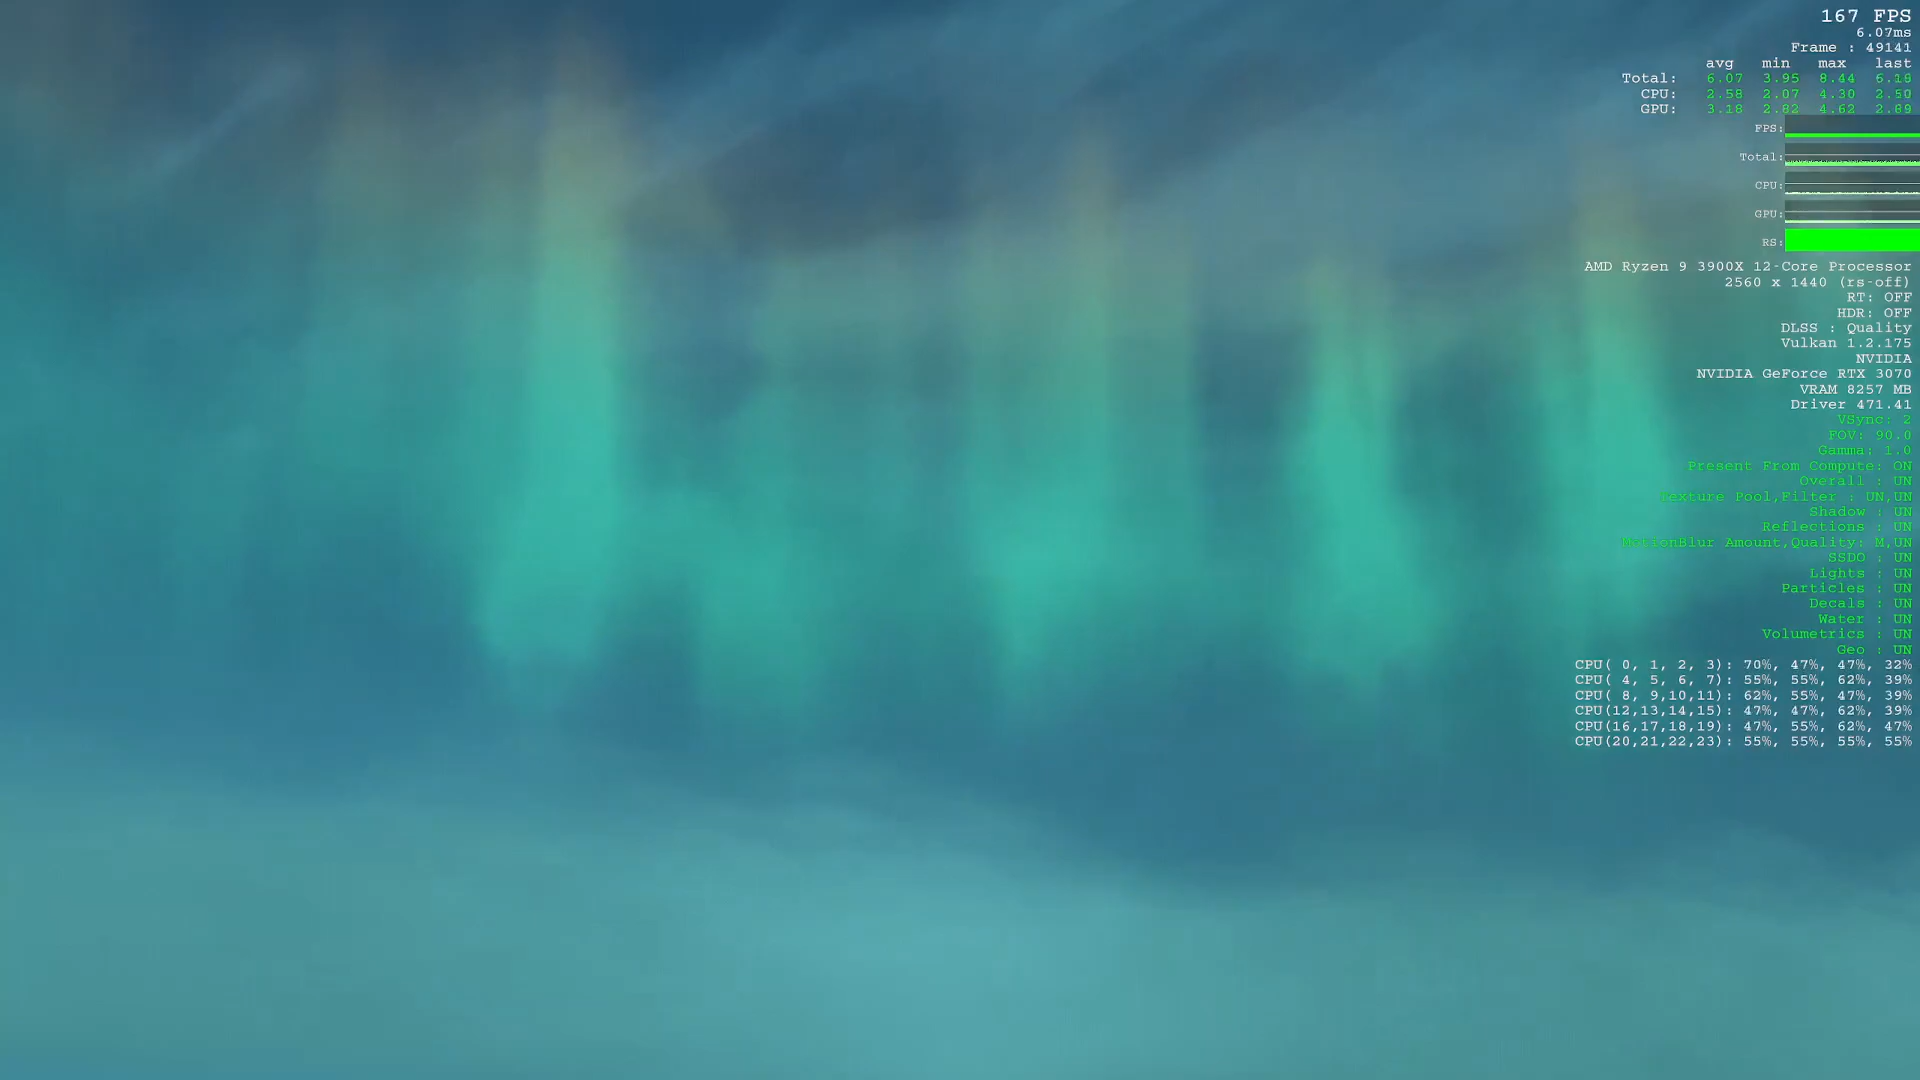 167 FPS
6.07ms
Frame : 49141
avg min max last
Total: 6.07 3.95 8.44 6.16
CPU: 2.58 2.07 4.30 2.50
GPU: 3.18 2.82 4.62 2.89
FPS:
Total:
CPU:
GPU:
RS:
AMD Ryzen 9 3900X 12-Core Processor
2560 x 1440 (rs-off)
RT: OFF
HDR: OFF
DLSS : Quality
Vulkan 1.2.175
NVIDIA
NVIDIA GeForce RTX 3070
VRAM 8257 MB
Driver 471.41
VSync: 2
FOV: 90.0
Gamma: 1.0
Present From Compute: ON
Overall : UN
Texture Pool,Filter : UN,UN
Shadow : UN
Reflections : UN
MotionBlur Amount,Quality: M,UN
SSDO : UN
Lights : UN
Particles : UN
Decals : UN
Water : UN
Volumetrics : UN
Geo : UN
CPU( 0, 1, 2, 3): 70%, 47%, 47%, 32%
CPU( 4, 5, 6, 7): 55%, 55%, 62%, 39%
CPU( 8, 9,10,11): 62%, 55%, 47%, 39%
CPU(12,13,14,15): 47%, 47%, 62%, 39%
CPU(16,17,18,19): 47%, 55%, 62%, 47%
CPU(20,21,22,23): 55%, 55%, 55%, 55%